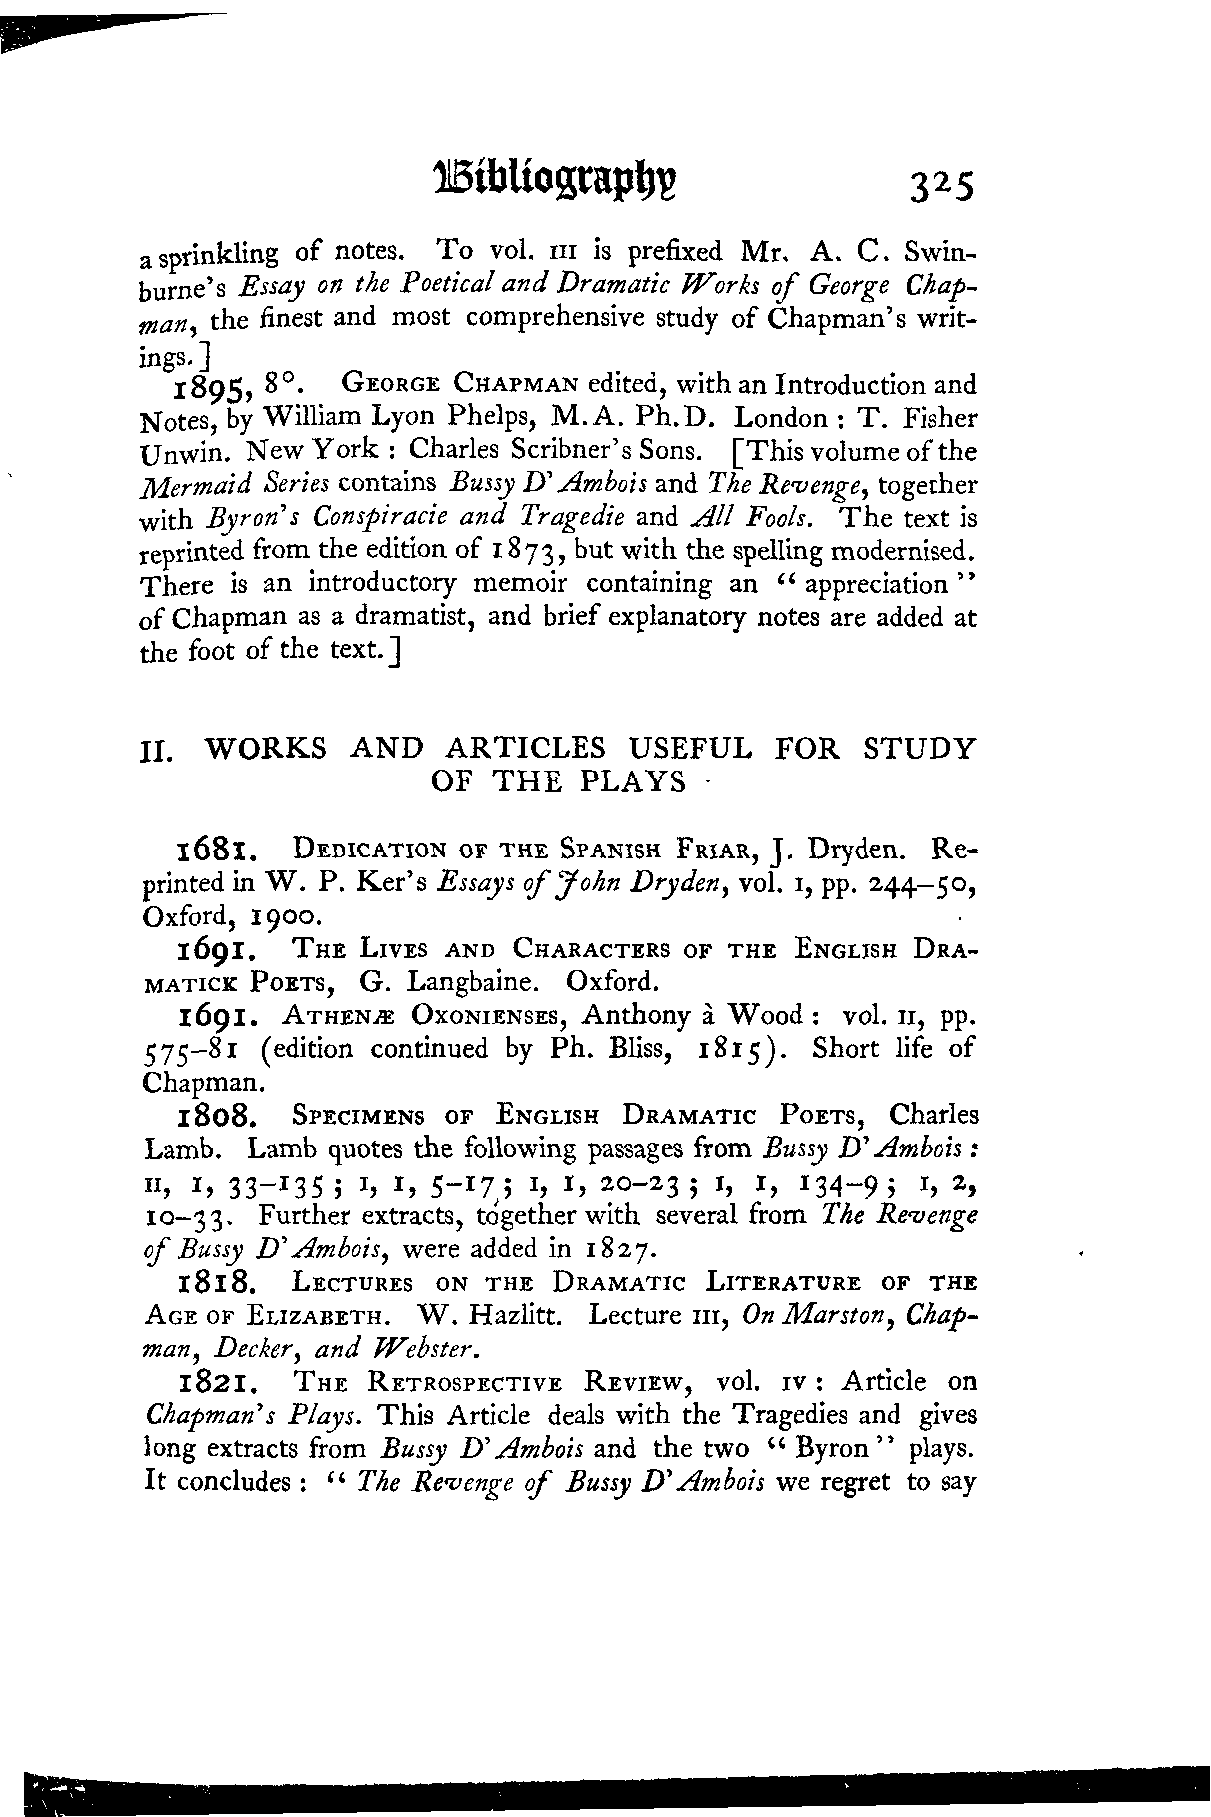 Bibliography 325
a sprinkling of notes. To vol. III is prefixed Mr. A. C. Swin-
burne's Essay on the Poetical and Dramatic Works of George Chap-
man, the finest and most comprehensive study of Chapman's writ-
ings.]
1895, 8°. GEORGE CHAPMAN edited, with an Introduction and
Notes, by William Lyon Phelps, M.A. Ph.D. London : T. Fisher
Unwin. New York : Charles Scribner's Sons. [This volume of the
Mermaid Series contains Bussy D'Ambois and The Revenge, together
with Byron's Conspiracie and Tragedie and All Fools. The text is
reprinted from the edition of 1873, but with the spelling modernised.
There is an introductory memoir containing an “ appreciation ”
of Chapman as a dramatist, and brief explanatory notes are added at
the foot of the text.]
II. WORKS AND ARTICLES USEFUL FOR STUDY
OF THE PLAYS
1681. DEDICATION OF THE SPANISH FRIAR, J. Dryden. Re-
printed in W. P. Ker's Essays of John Dryden, vol. I, pp. 244–50,
Oxford, 1900.
1691. THE LIVES AND CHARACTERS OF THE ENGLISH DRA-
MATICK POETS, G. Langbaine. Oxford.
1691. ATHENÆ OXONIENSES, Anthony à Wood : vol. II, pp.
575–81 (edition continued by Ph. Bliss, 1815). Short life of
Chapman.
1808. SPECIMENS OF ENGLISH DRAMATIC POETS, Charles
Lamb. Lamb quotes the following passages from Bussy D'Ambois :
II, I, 33–135 ; I, I, 5–17 ; I, I, 20–23 ; I, I, 134–9 ; I, 2,
10–33. Further extracts, together with several from The Revenge
of Bussy D'Ambois, were added in 1827.
1818. LECTURES ON THE DRAMATIC LITERATURE OF THE
AGE OF ELIZABETH. W. Hazlitt. Lecture III, On Marston, Chap-
man, Decker, and Webster.
1821. THE RETROSPECTIVE REVIEW, vol. IV : Article on
Chapman's Plays. This Article deals with the Tragedies and gives
long extracts from Bussy D'Ambois and the two “ Byron ” plays.
It concludes : “ The Revenge of Bussy D'Ambois we regret to say